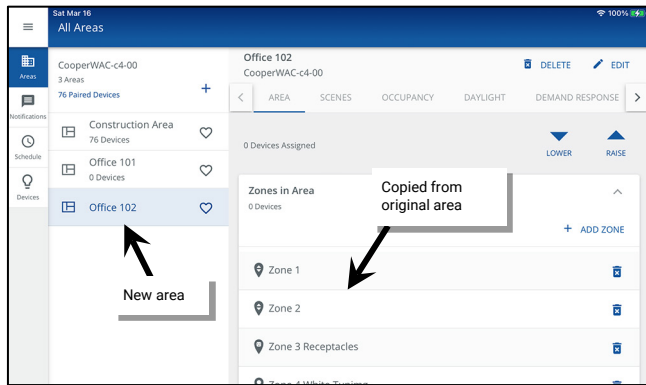 Sat Mar 16
100%
All Areas
Areas
Notifications
Schedule
Devices
CooperWAC-c4-00
3 Areas
76 Paired Devices
+
Construction Area
76 Devices
Office 101
0 Devices
Office 102
New area
Office 102
CooperWAC-c4-00
DELETE
EDIT
< AREA SCENES OCCUPANCY DAYLIGHT DEMAND RESPONSE >
0 Devices Assigned
LOWER RAISE
Zones in Area
0 Devices
Copied from
original area
+ ADD ZONE
Zone 1
Zone 2
Zone 3 Receptacles